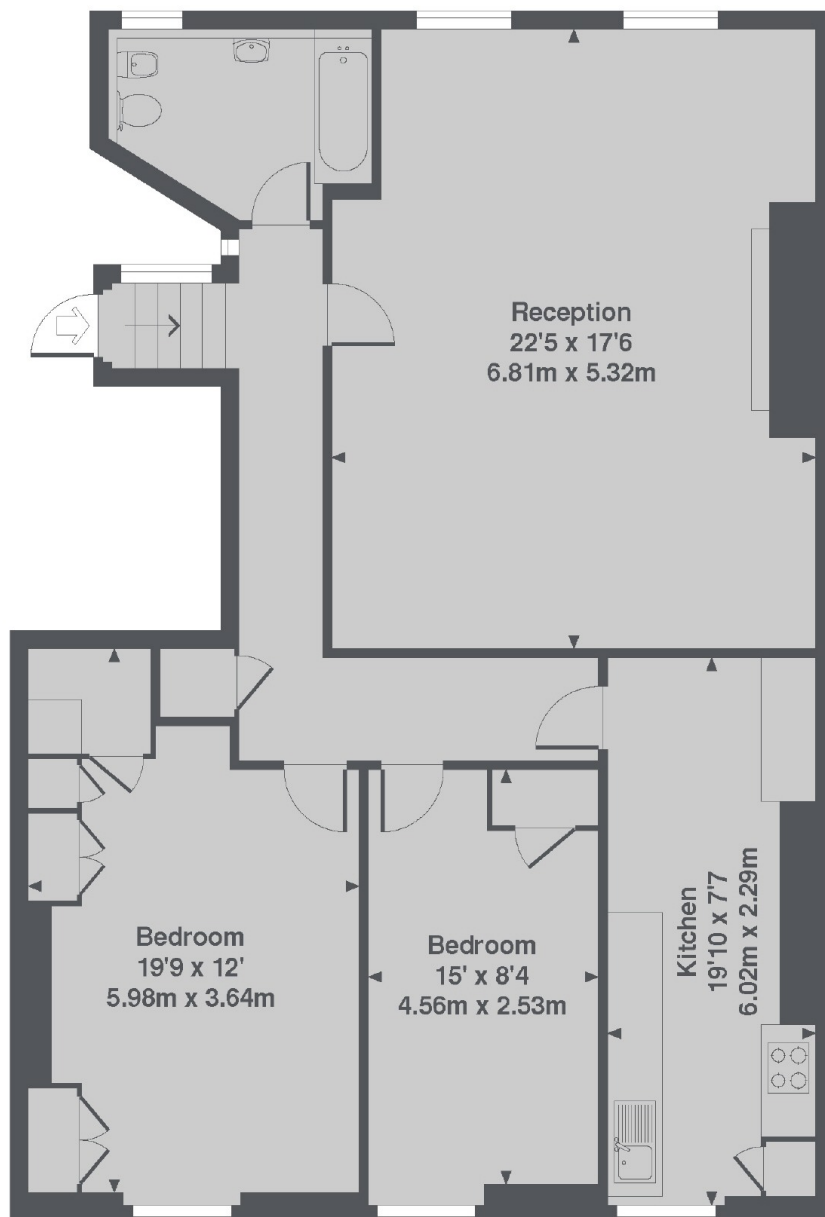 Reception
22'5 x 17'6
6.81m x 5.32m
Bedroom
19'9 x 12'
5.98m x 3.64m
Bedroom
15' x 8'4
4.56m x 2.53m
Kitchen
19'10 x 7'7
6.02m x 2.29m